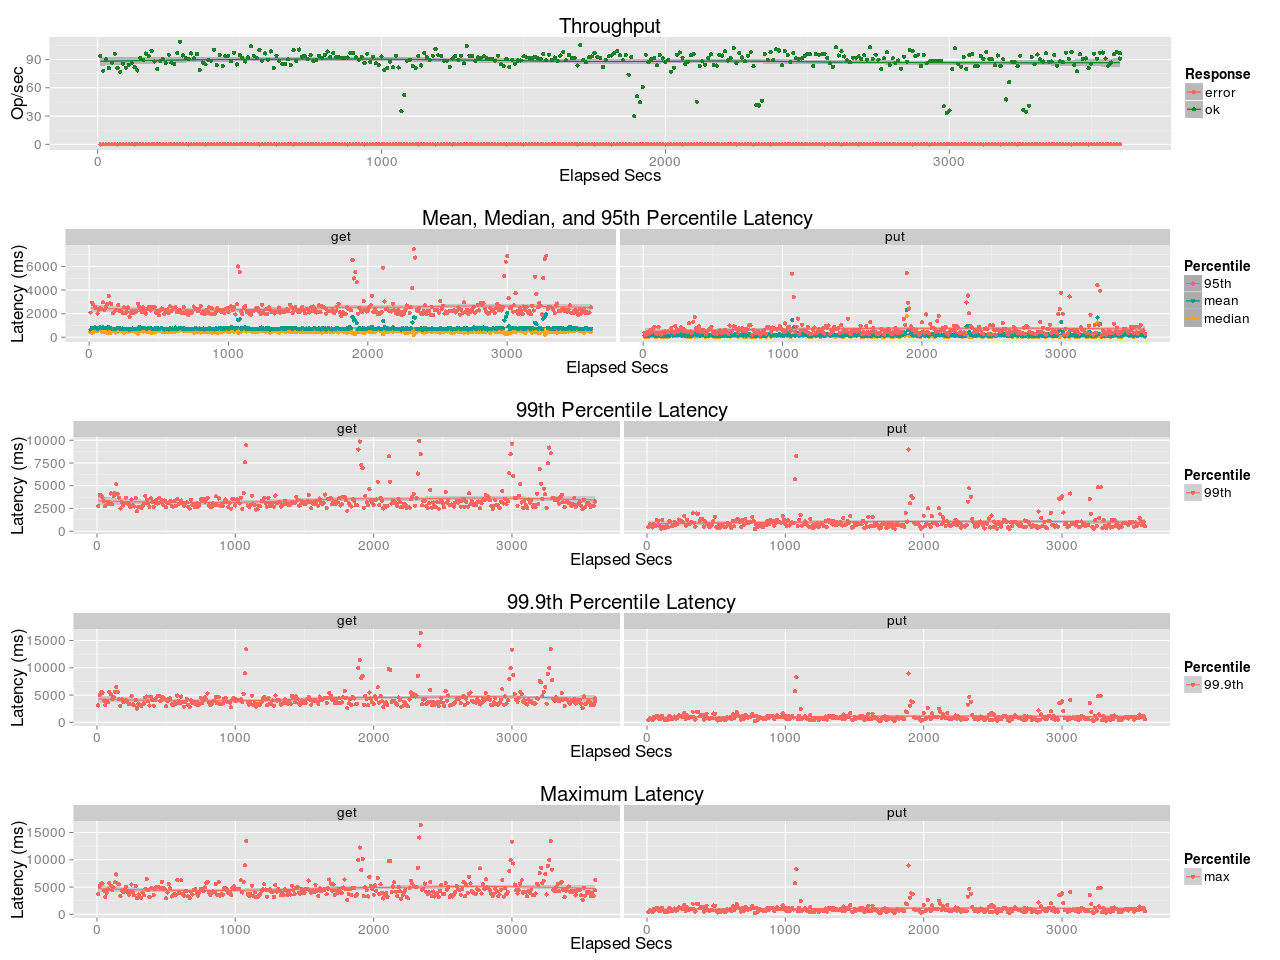 Throughput
Op/sec
90
60
30
0
0 1000 2000 3000
Elapsed Secs
Response
error
ok
Mean, Median, and 95th Percentile Latency
get put
Latency (ms)
6000
4000
2000
0
0 1000 2000 3000 0 1000 2000 3000
Elapsed Secs
Percentile
95th
mean
median
99th Percentile Latency
get put
Latency (ms)
10000
7500
5000
2500
0
0 1000 2000 3000 0 1000 2000 3000
Elapsed Secs
Percentile
99th
99.9th Percentile Latency
get put
Latency (ms)
15000
10000
5000
0
0 1000 2000 3000 0 1000 2000 3000
Elapsed Secs
Percentile
99.9th
Maximum Latency
get put
Latency (ms)
15000
10000
5000
0
0 1000 2000 3000 0 1000 2000 3000
Elapsed Secs
Percentile
max